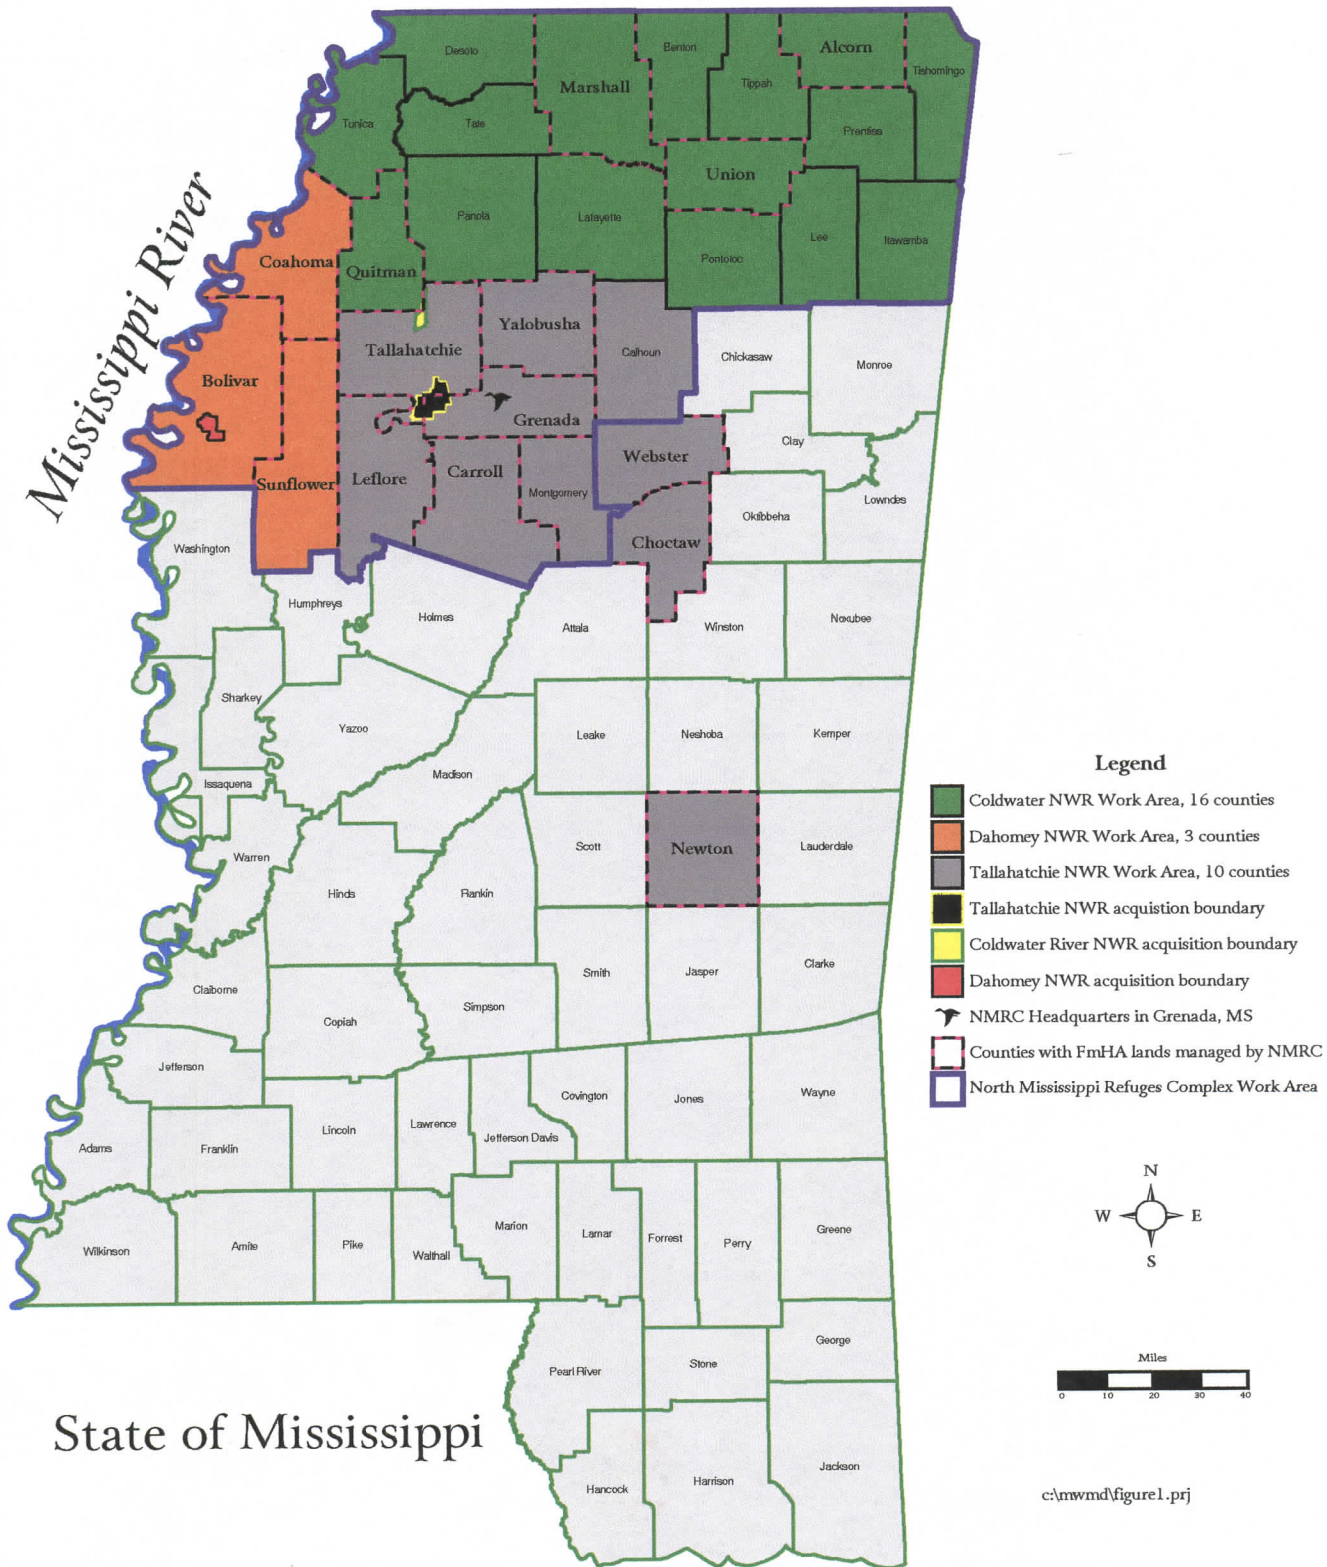 Desoto
Marshall
Benton
Tippah
Alcorn
Tishomingo
Tunica
Tate
Prentiss
Union
Panola
Lafayette
Pontotoc
Lee
Itawamba
Mississippi River
Coahoma
Quitman
Bolivar
Sunflower
Tallahatchie
Yalobusha
Calhoun
Grenada
Leflore
Carroll
Montgomery
Webster
Choctaw
Chickasaw
Monroe
Clay
Lowndes
Oktibbeha
Washington
Humphreys
Holmes
Attala
Winston
Noxubee
Sharkey
Yazoo
Leake
Neshoba
Kemper
Issaquena
Madison
Warren
Hinds
Rankin
Scott
Newton
Lauderdale
Claiborne
Copiah
Simpson
Smith
Jasper
Clarke
Jefferson
Adams
Franklin
Lincoln
Lawrence
Jefferson Davis
Covington
Jones
Wayne
Wilkinson
Amite
Pike
Walthall
Marion
Lamar
Forrest
Perry
Greene
Pearl River
Stone
George
Hancock
Harrison
Jackson
Legend
Coldwater NWR Work Area, 16 counties
Dahomey NWR Work Area, 3 counties
Tallahatchie NWR Work Area, 10 counties
Tallahatchie NWR acquistion boundary
Coldwater River NWR acquisition boundary
Dahomey NWR acquisition boundary
NMRC Headquarters in Grenada, MS
Counties with FmHA lands managed by NMRC
North Mississippi Refuges Complex Work Area
N
W E
S
Miles
0 10 20 30 40
State of Mississippi
c:\mwmd\figure1.prj